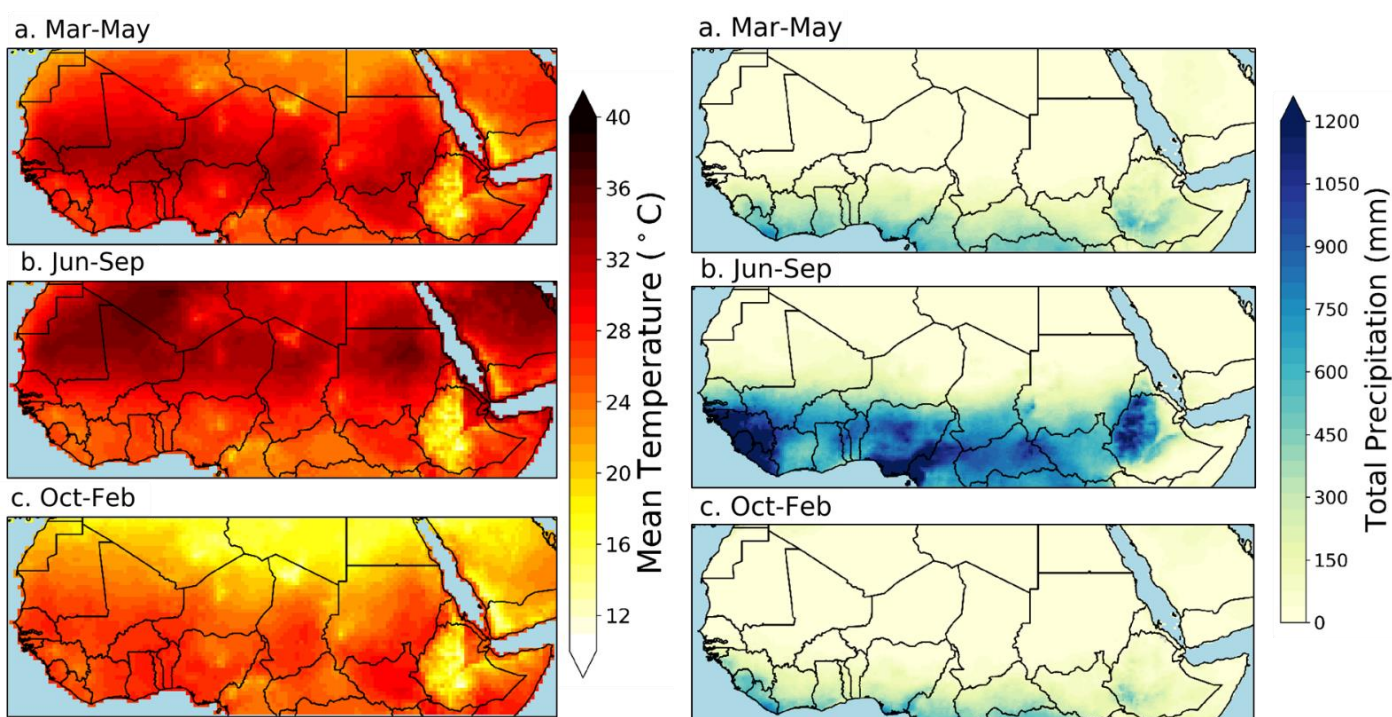 a. Mar-May
b. Jun-Sep
c. Oct-Feb
40
36
32
28
24
20
16
12
Mean Temperature (°C)
a. Mar-May
b. Jun-Sep
c. Oct-Feb
1200
1050
900
750
600
450
300
150
0
Total Precipitation (mm)